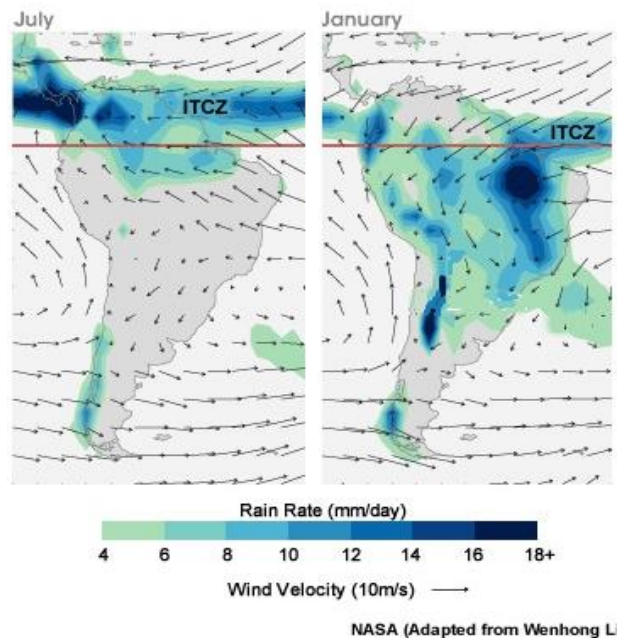 July
January
ITCZ
ITCZ
Rain Rate (mm/day)
4 6 8 10 12 14 16 18+
Wind Velocity (10m/s)
NASA (Adapted from Wenhong Li